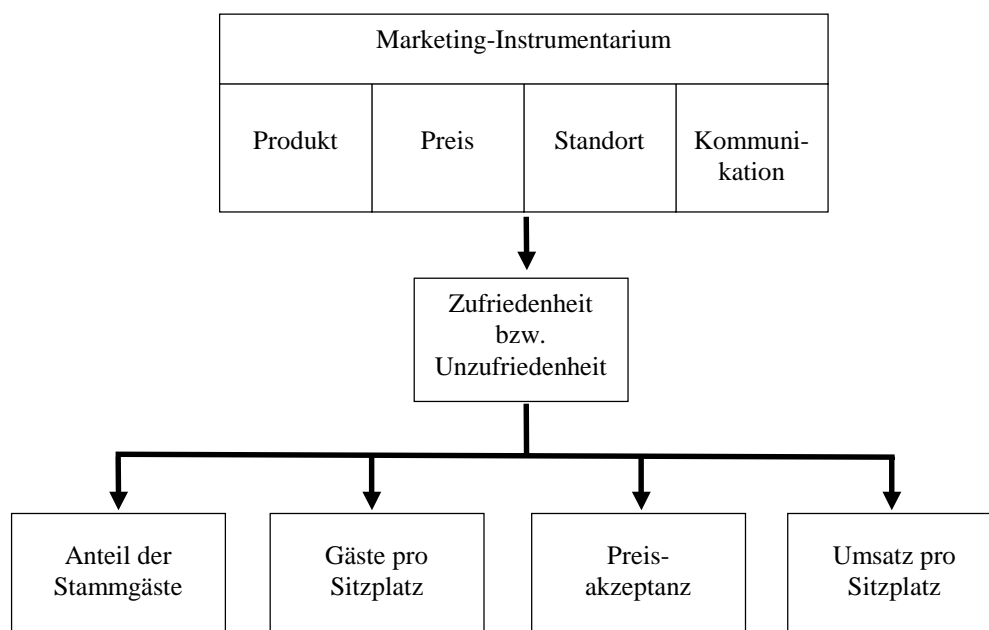 Marketing-Instrumentarium
Produkt
Preis
Standort
Kommuni-
kation
Zufriedenheit
bzw.
Unzufriedenheit
Anteil der
Stammgäste
Gäste pro
Sitzplatz
Preis-
akzeptanz
Umsatz pro
Sitzplatz